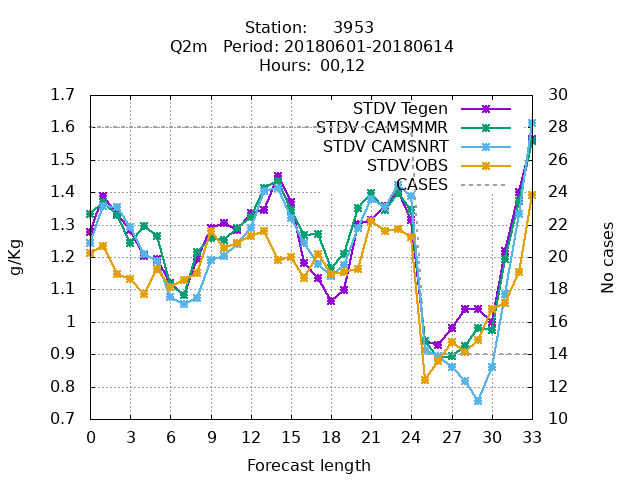 Station:     3953
Q2m   Period: 20180601-20180614
Hours: 00,12
STDV Tegen
STDV CAMSMMR
STDV CAMSNRT
STDV OBS
CASES
1.7
1.6
1.5
1.4
1.3
1.2
1.1
1
0.9
0.8
0.7
g/Kg
30
28
26
24
22
20
18
16
14
12
10
No cases
0 3 6 9 12 15 18 21 24 27 30 33
Forecast length